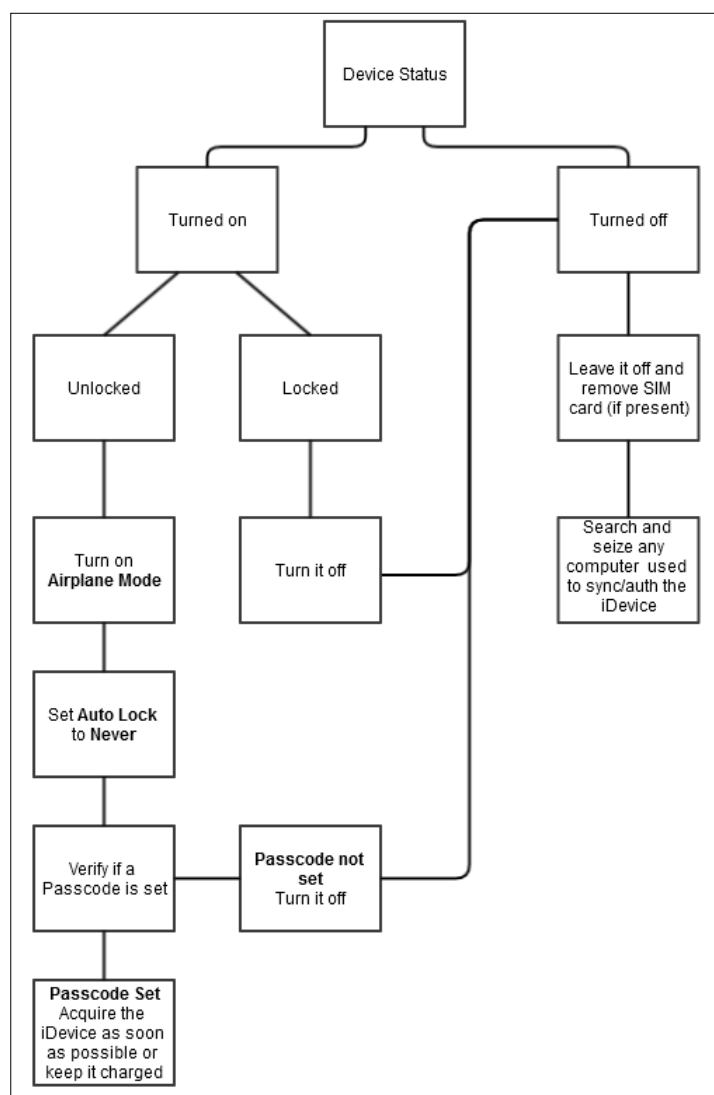 Device Status
Turned on
Turned off
Unlocked
Locked
Leave it off and
remove SIM
card (if present)
Turn on
Airplane Mode
Turn it off
Search and
seize any
computer used
to sync/auth the
iDevice
Set Auto Lock
to Never
Verify if a
Passcode is set
Passcode not
set
Turn it off
Passcode Set
Acquire the
iDevice as soon
as possible or
keep it charged